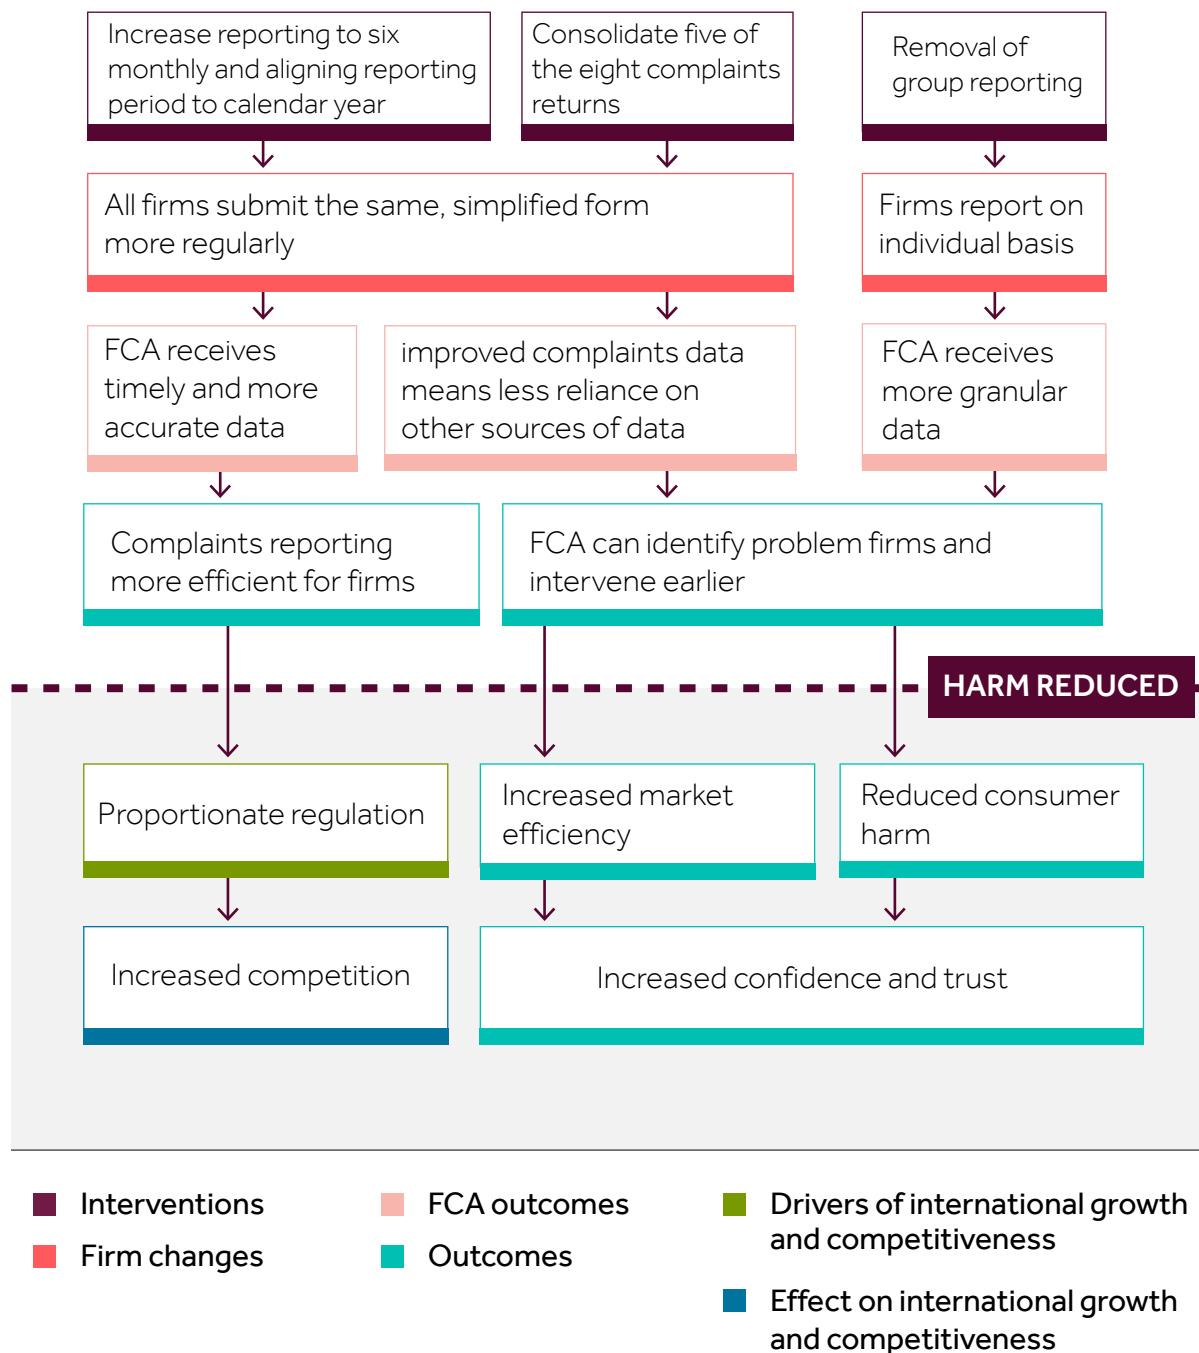 Increase reporting to six
monthly and aligning reporting
period to calendar year
Consolidate five of
the eight complaints
returns
Removal of
group reporting
All firms submit the same, simplified form
more regularly
Firms report on
individual basis
FCA receives
timely and more
accurate data
improved complaints data
means less reliance on
other sources of data
FCA receives
more granular
data
Complaints reporting
more efficient for firms
FCA can identify problem firms and
intervene earlier
HARM REDUCED
Proportionate regulation
Increased market
efficiency
Reduced consumer
harm
Increased competition
Increased confidence and trust
Interventions
Firm changes
FCA outcomes
Outcomes
Drivers of international growth
and competitiveness
Effect on international growth
and competitiveness